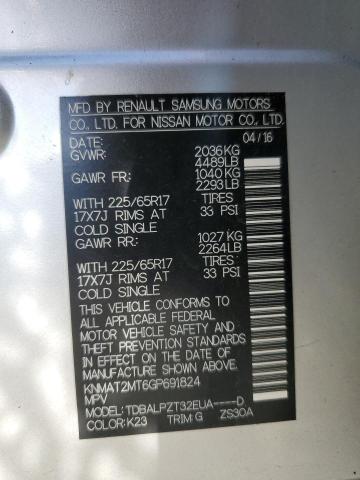 MFD BY RENAULT SAMSUNG MOTORS
CO., LTD. FOR NISSAN MOTOR CO., LTD.
DATE: 04/16
GVWR: 2036KG
4489LB
GAWR FR: 1040 KG
2293LB
WITH 225/65R17 TIRES
17X7J RIMS AT 33 PSI
COLD SINGLE
GAWR RR: 1027 KG
2264LB
WITH 225/65R17 TIRES
17X7J RIMS AT 33 PSI
COLD SINGLE
THIS VEHICLE CONFORMS TO
ALL APPLICABLE FEDERAL
MOTOR VEHICLE SAFETY AND
THEFT PREVENTION STANDARDS
IN EFFECT ON THE DATE OF
MANUFACTURE SHOWN ABOVE.
KNMAT2MT6GP691824
MPV
MODEL: TDBALPZT32EUA----D
COLOR: K23 TRIM: G ZS30A